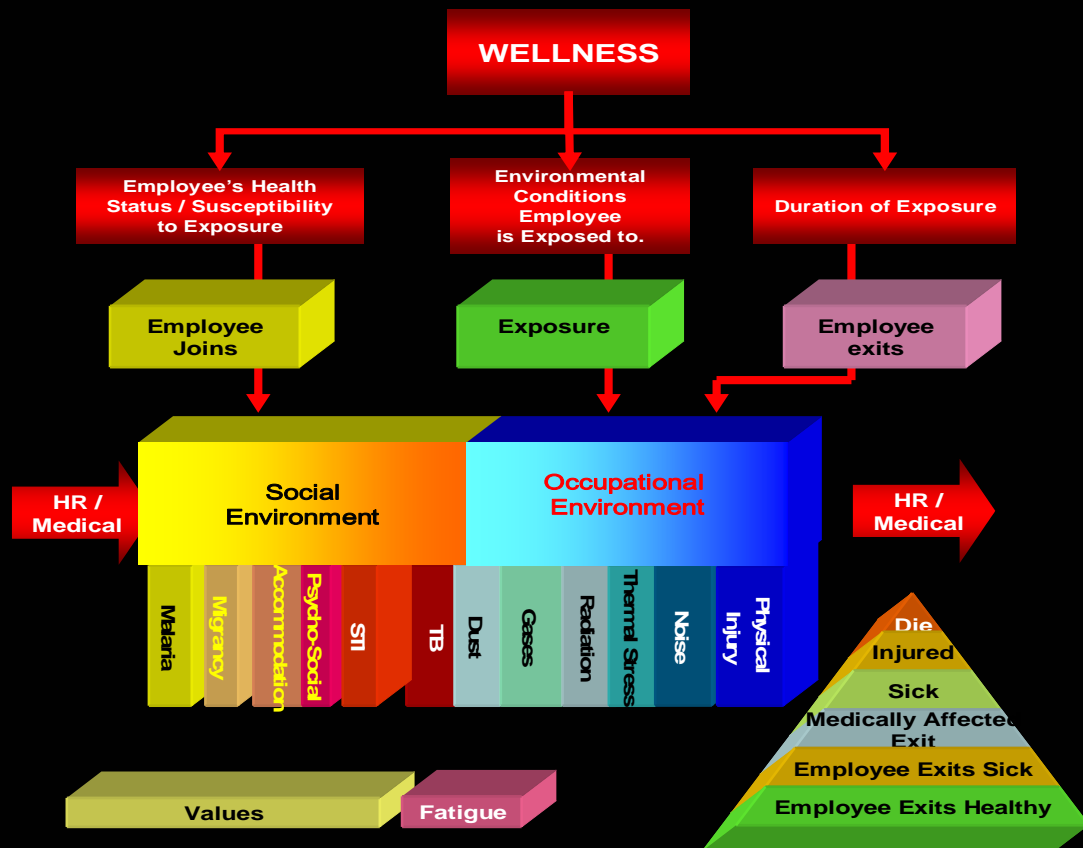 WELLNESS
Employee’s Health
Status / Susceptibility
to Exposure
Environmental
Conditions
Employee
is Exposed to.
Duration of Exposure
Employee
Joins
Exposure
Employee
exits
HR /
Medical
Social
Environment
Occupational
Environment
HR /
Medical
Malaria
Migrancy
Accommodation
Psycho-Social
STI
TB
Dust
Gases
Radiation
Thermal Stress
Noise
Physical
Injury
Die
Injured
Sick
Medically Affected
Exit
Employee Exits Sick
Employee Exits Healthy
Values
Fatigue